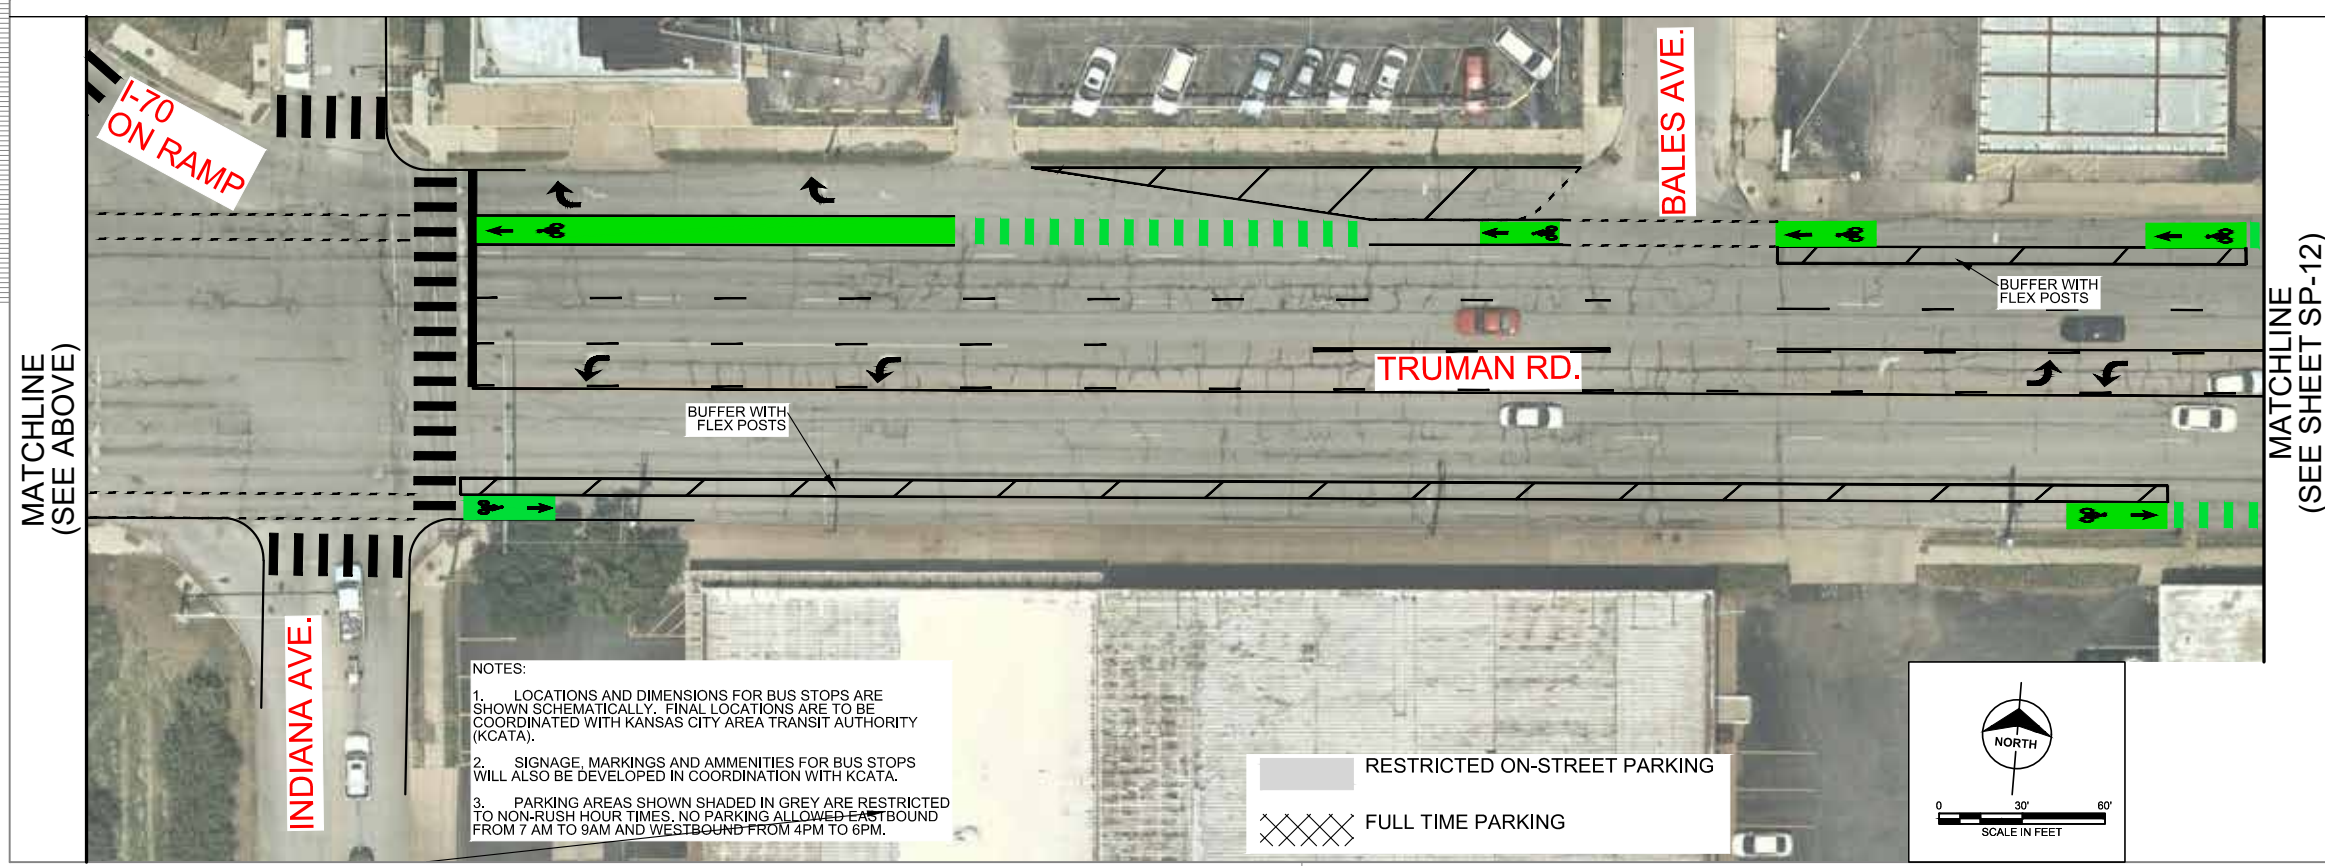 I-70
ON RAMP
BALES AVE.
BUFFER WITH
FLEX POSTS
MATCHLINE
(SEE ABOVE)
TRUMAN RD.
MATCHLINE
(SEE SHEET SP-12)
BUFFER WITH
FLEX POSTS
INDIANA AVE.
NOTES:
1. LOCATIONS AND DIMENSIONS FOR BUS STOPS ARE
SHOWN SCHEMATICALLY. FINAL LOCATIONS ARE TO BE
COORDINATED WITH KANSAS CITY AREA TRANSIT AUTHORITY
(KCATA).
2. SIGNAGE, MARKINGS AND AMMENITIES FOR BUS STOPS
WILL ALSO BE DEVELOPED IN COORDINATION WITH KCATA.
3. PARKING AREAS SHOWN SHADED IN GREY ARE RESTRICTED
TO NON-RUSH HOUR TIMES. NO PARKING ALLOWED EASTBOUND
FROM 7 AM TO 9AM AND WESTBOUND FROM 4PM TO 6PM.
RESTRICTED ON-STREET PARKING
FULL TIME PARKING
NORTH
0 30' 60'
SCALE IN FEET